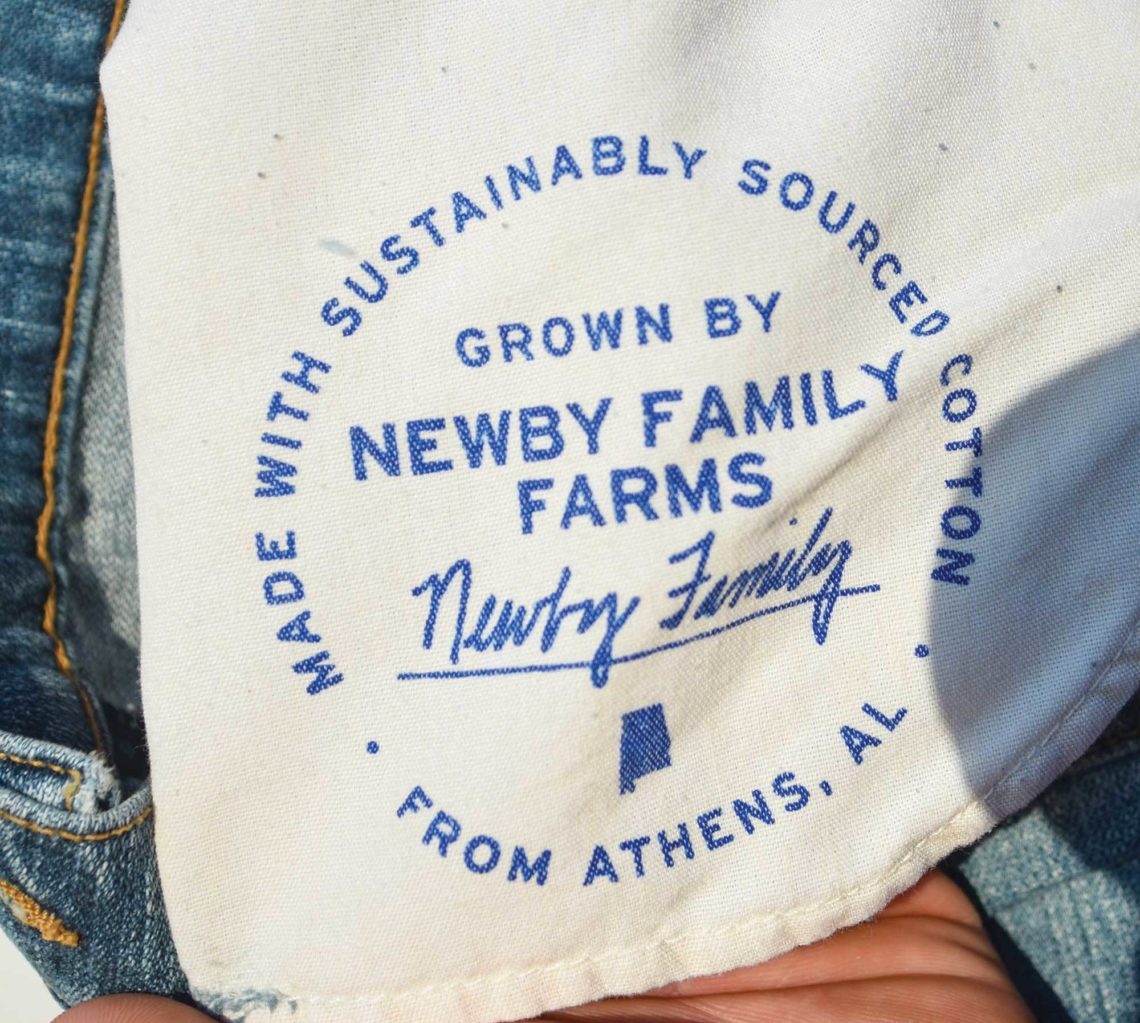 MADE WITH SUSTAINABLY SOURCED COTTON
GROWN BY
NEWBY FAMILY
FARMS
Newby Family
• FROM ATHENS, AL •